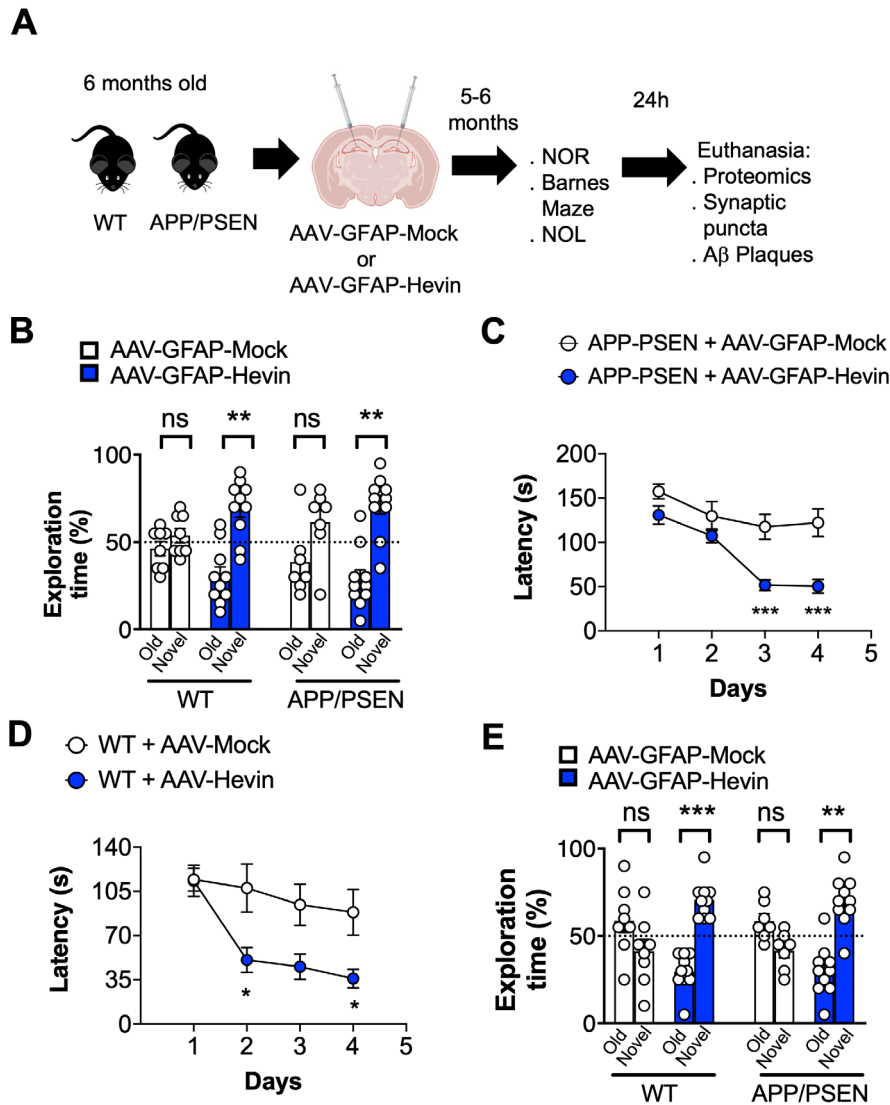 A
6 months old
WT
APP/PSEN
AAV-GFAP-Mock
or
AAV-GFAP-Hevin
5-6
months
. NOR
. Barnes
Maze
. NOL
24h
Euthanasia:
. Proteomics
. Synaptic
puncta
. Aβ Plaques
B
AAV-GFAP-Mock
AAV-GFAP-Hevin
ns
**
ns
**
Exploration
time (%)
100
50
0
Old
Novel
Old
Novel
Old
Novel
Old
Novel
WT
APP/PSEN
C
APP-PSEN + AAV-GFAP-Mock
APP-PSEN + AAV-GFAP-Hevin
Latency (s)
200
150
100
50
0
***
***
1
2
3
4
5
Days
D
WT + AAV-Mock
WT + AAV-Hevin
Latency (s)
140
105
70
35
0
*
*
1
2
3
4
5
Days
E
AAV-GFAP-Mock
AAV-GFAP-Hevin
ns
***
ns
**
Exploration
time (%)
100
50
0
Old
Novel
Old
Novel
Old
Novel
Old
Novel
WT
APP/PSEN